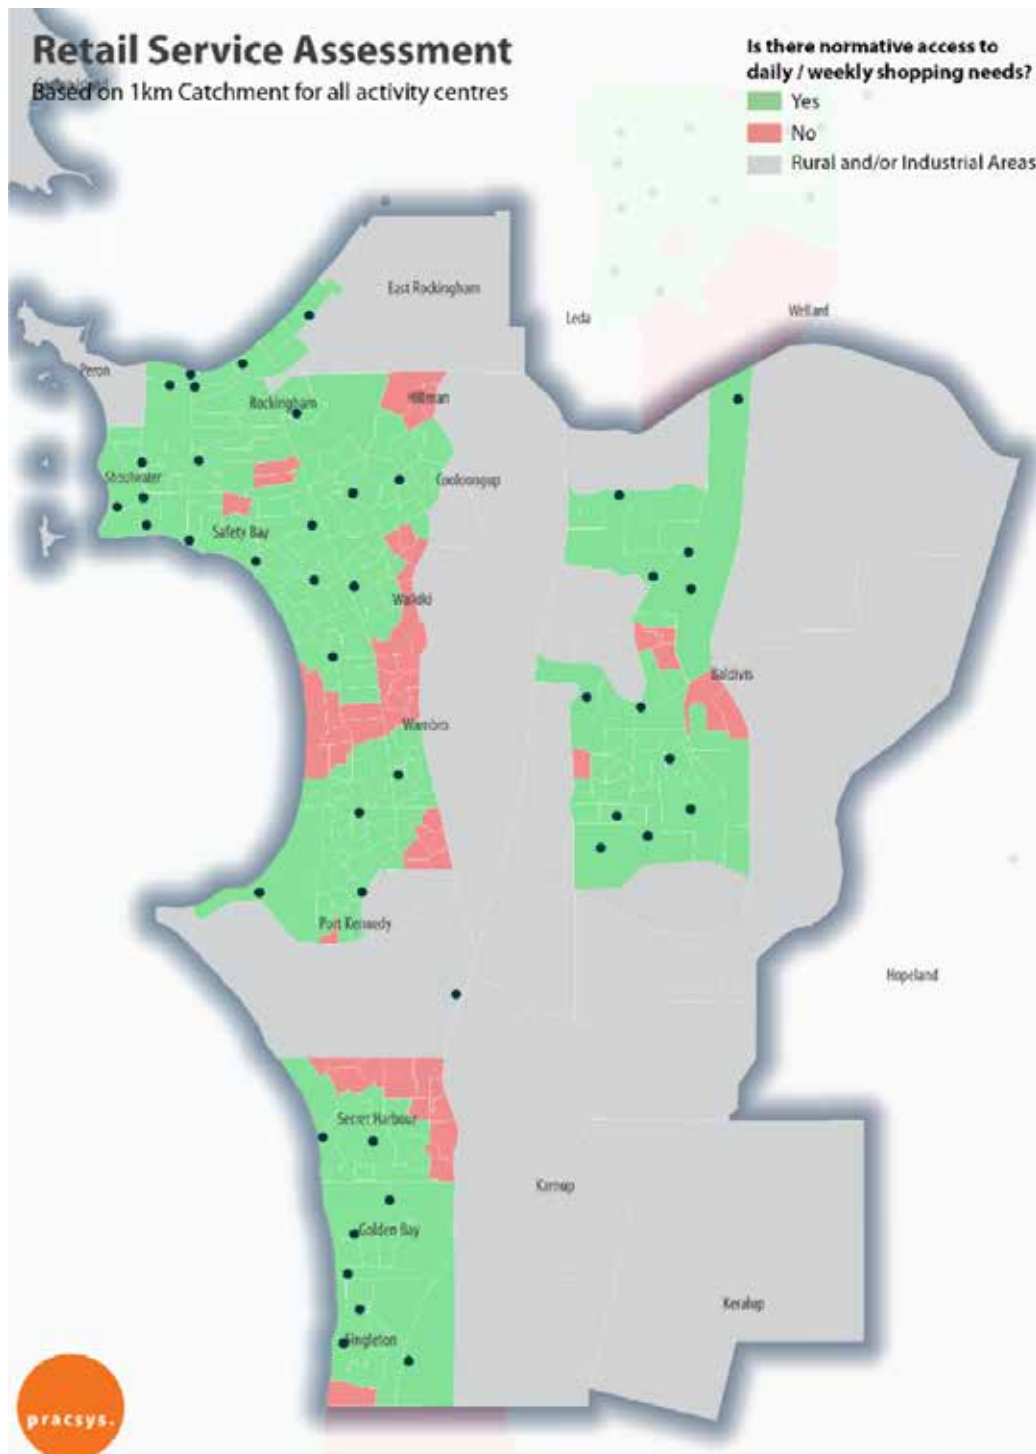 Retail Service Assessment
Based on 1km Catchment for all activity centres
Is there normative access to
daily / weekly shopping needs?
Yes
No
Rural and/or Industrial Areas
East Rockingham
Leda
Wellard
Peron
Rockingham
Hillman
Shoalwater
Cooloongup
Safety Bay
Waikiki
Baldivis
Warnbro
Port Kennedy
Hopeland
Secret Harbour
Karnup
Golden Bay
Keralup
Singleton
pracsys.